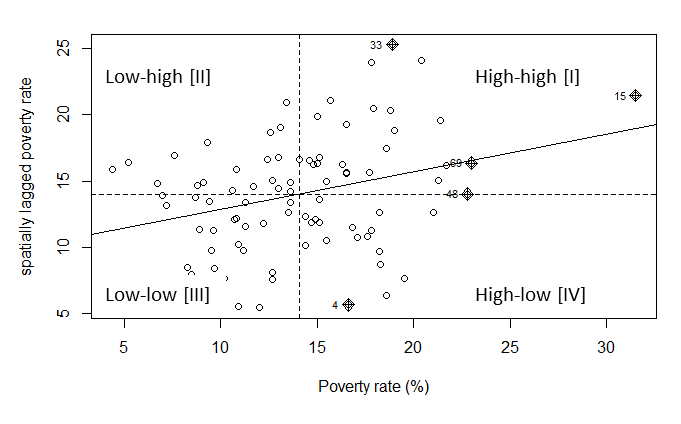 25
33
Low-high [II]
High-high [I]
15
20
spatially lagged poverty rate
15
69
48
10
Low-low [III]
High-low [IV]
4
5
5
10
15
20
25
30
Poverty rate (%)